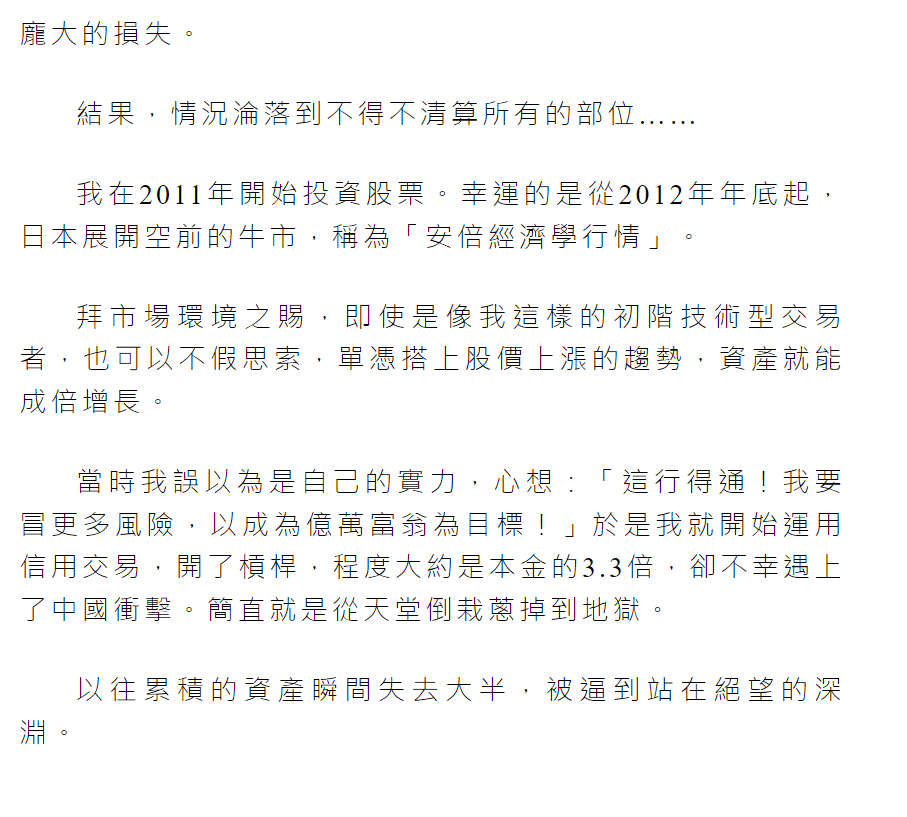 龐大的損失。
結果，情況淪落到不得不清算所有的部位……
我在2011年開始投資股票。幸運的是從2012年年底起，
日本展開空前的牛市，稱為「安倍經濟學行情」。
拜市場環境之賜，即使是像我這樣的初階技術型交易
者，也可以不假思索，單憑搭上股價上漲的趨勢，資產就能
成倍增長。
當時我誤以為是自己的實力，心想：「這行得通！我要
冒更多風險，以成為億萬富翁為目標！」於是我就開始運用
信用交易，開了槓桿，程度大約是本金的3.3倍，卻不幸遇上
了中國衝擊。簡直就是從天堂倒栽蔥掉到地獄。
以往累積的資產瞬間失去大半，被逼到站在絕望的深
淵。